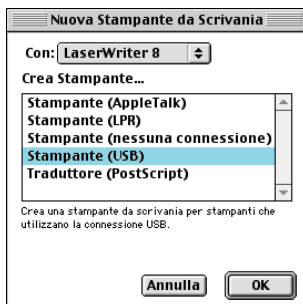 Nuova Stampante da Scrivania
Con: LaserWriter 8
Crea Stampante...
Stampante (AppleTalk)
Stampante (LPR)
Stampante (nessuna connessione)
Stampante (USB)
Traduttore (PostScript)
Crea una stampante da scrivania per stampanti che
utilizzano la connessione USB.
Annulla OK